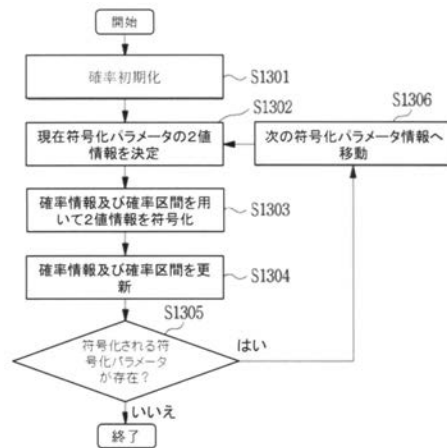 開始
確率初期化
S1301
S1302
現在符号化パラメータの2値
情報を決定
S1306
次の符号化パラメータ情報へ
移動
確率情報及び確率区間を用
いて2値情報を符号化
S1303
確率情報及び確率区間を更
新
S1304
S1305
符号化される符
号化パラメータ
が存在?
はい
いいえ
終了